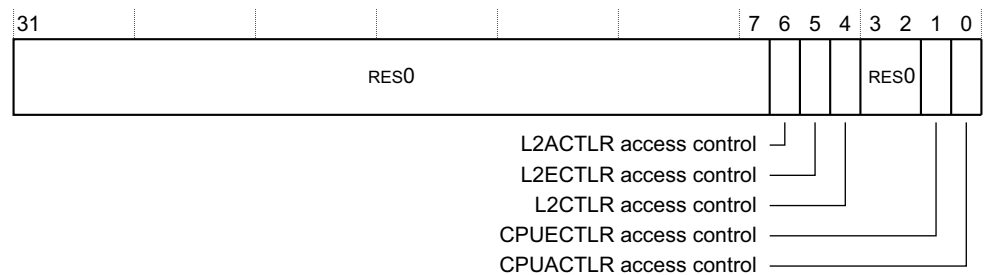 31 7 6 5 4 3 2 1 0
RES0 RES0
L2ACTLR access control
L2ECTLR access control
L2CTLR access control
CPUECTLR access control
CPUACTLR access control